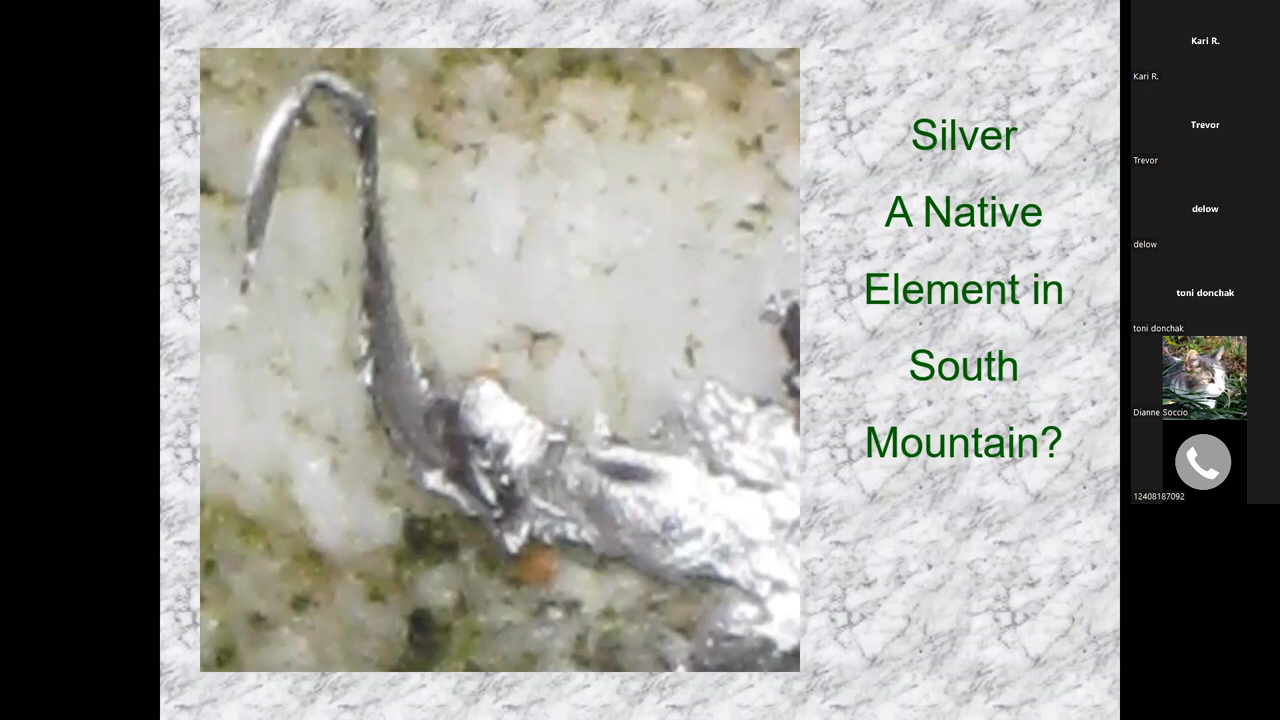 Silver
A Native
Element in
South
Mountain?
Kari R.
Kari R.
Trevor
Trevor
delow
delow
toni donchak
toni donchak
Dianne Soccio
12408187092